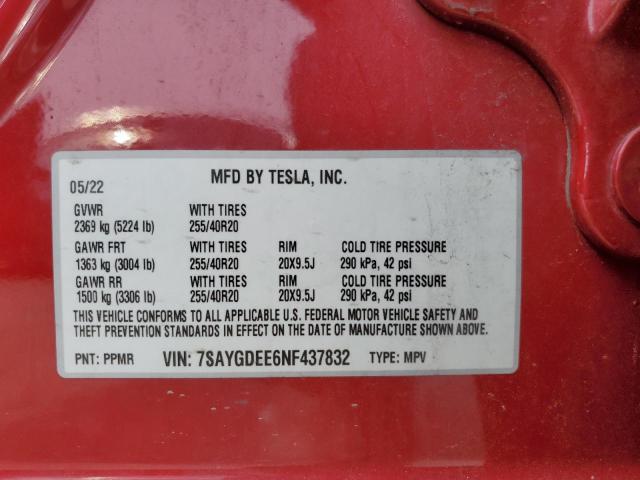 05/22 MFD BY TESLA, INC.
GVWR WITH TIRES
2369 kg (5224 lb) 255/40R20
GAWR FRT WITH TIRES RIM COLD TIRE PRESSURE
1363 kg (3004 lb) 255/40R20 20X9.5J 290 kPa, 42 psi
GAWR RR WITH TIRES RIM COLD TIRE PRESSURE
1500 kg (3306 lb) 255/40R20 20X9.5J 290 kPa, 42 psi
THIS VEHICLE CONFORMS TO ALL APPLICABLE U.S. FEDERAL MOTOR VEHICLE SAFETY AND
THEFT PREVENTION STANDARDS IN EFFECT ON THE DATE OF MANUFACTURE SHOWN ABOVE.
PNT: PPMR VIN: 7SAYGDEE6NF437832 TYPE: MPV